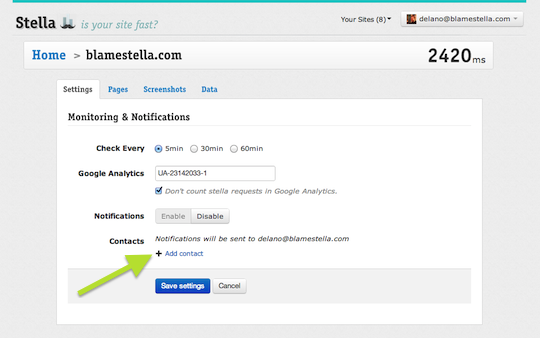 Stella is your site fast?
Your Sites (8) delano@blamestella.com
Home > blamestella.com 2420 ms
Settings Pages Screenshots Data
Monitoring & Notifications
Check Every 5min 30min 60min
Google Analytics UA-23142033-1
Don't count stella requests in Google Analytics.
Notifications Enable Disable
Contacts Notifications will be sent to delano@blamestella.com
+ Add contact
Save settings Cancel